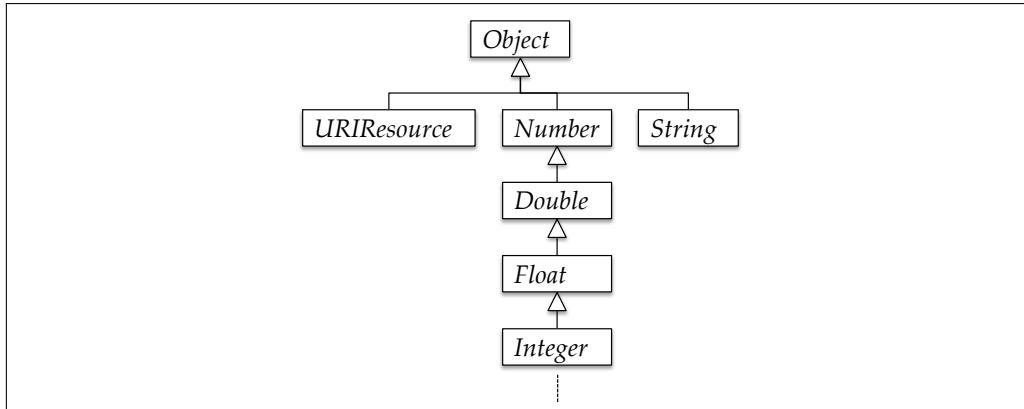 Object
URIResource
Number
String
Double
Float
Integer